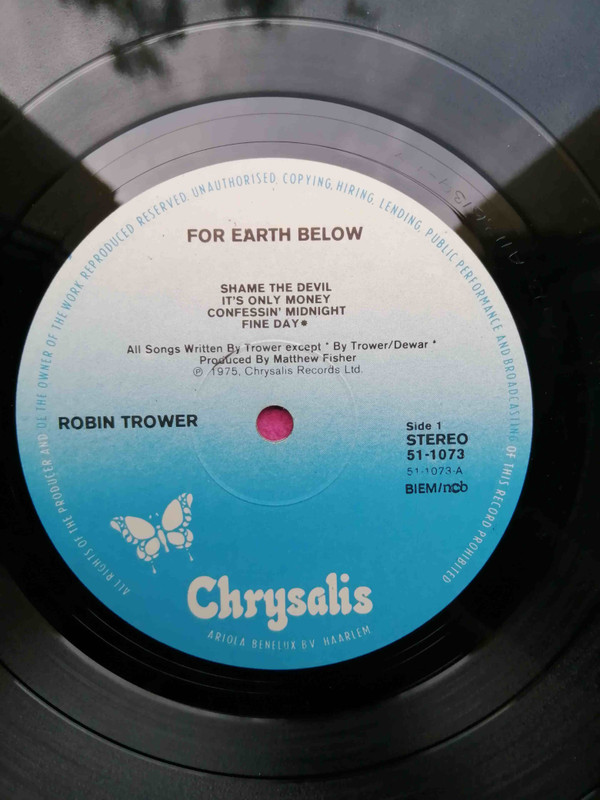 ALL RIGHTS OF THE PRODUCER AND OF THE OWNER OF THE WORK REPRODUCED RESERVED. UNAUTHORISED COPYING, HIRING, LENDING, PUBLIC PERFORMANCE AND BROADCASTING OF THIS RECORD PROHIBITED
FOR EARTH BELOW
SHAME THE DEVIL
IT'S ONLY MONEY
CONFESSIN' MIDNIGHT
FINE DAY•
All Songs Written By Trower except * By Trower/Dewar *
Produced By Matthew Fisher
℗ 1975, Chrysalis Records Ltd.
ROBIN TROWER
Side 1
STEREO
51-1073
51-1073-A
BIEM/ncb
Chrysalis
ARIOLA BENELUX BV HAARLEM